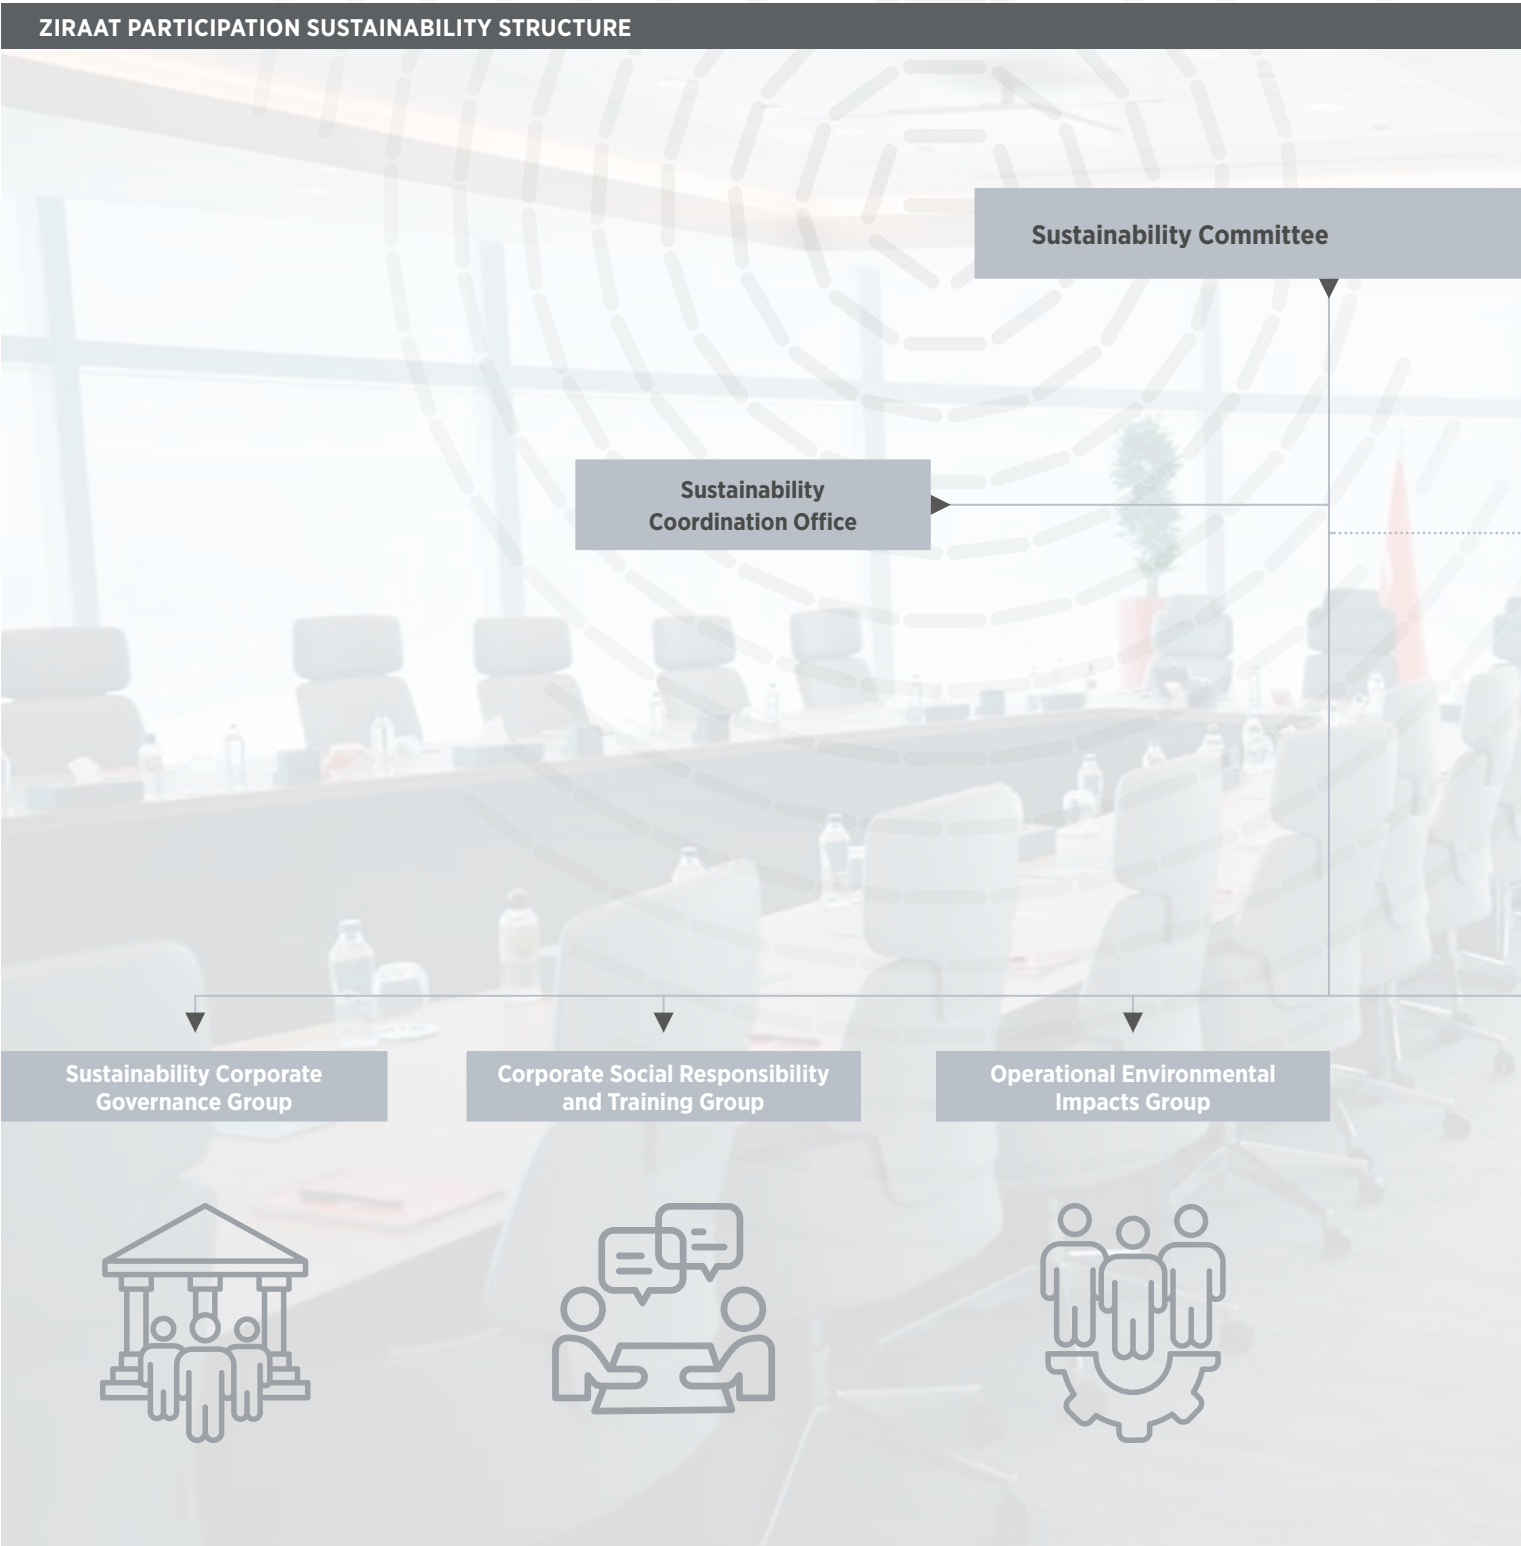 ZIRAAT PARTICIPATION SUSTAINABILITY STRUCTURE
Sustainability Committee
Sustainability
Coordination Office
Sustainability Corporate
Governance Group
Corporate Social Responsibility
and Training Group
Operational Environmental
Impacts Group